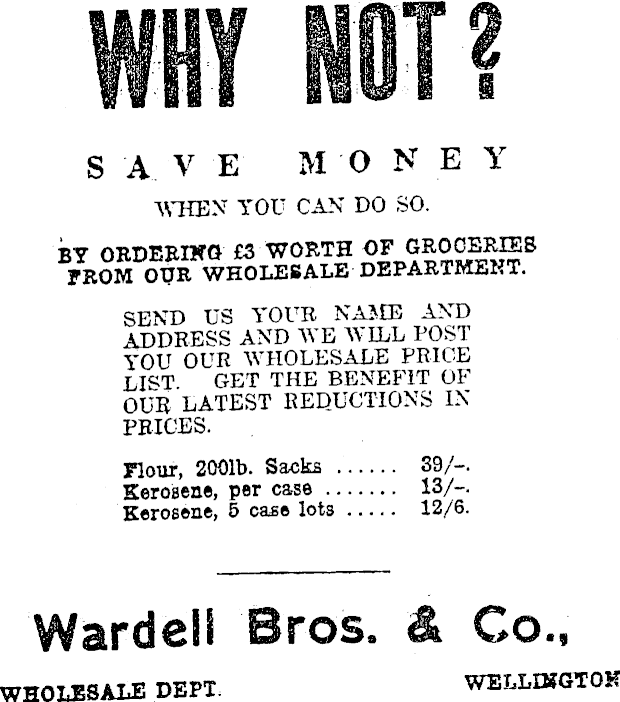 WHY NOT?
SAVE MONEY
WHEN YOU CAN DO SO.
BY ORDERING £3 WORTH OF GROCERIES
FROM OUR WHOLESALE DEPARTMENT.
SEND US YOUR NAME AND
ADDRESS AND WE WILL POST
YOU OUR WHOLESALE PRICE
LIST. GET THE BENEFIT OF
OUR LATEST REDUCTIONS IN
PRICES.
Flour, 200lb. Sacks ...... 39/-.
Kerosene, per case ....... 13/-.
Kerosene, 5 case lots ..... 12/6.
Wardell Bros. & Co.,
WHOLESALE DEPT. WELLINGTON